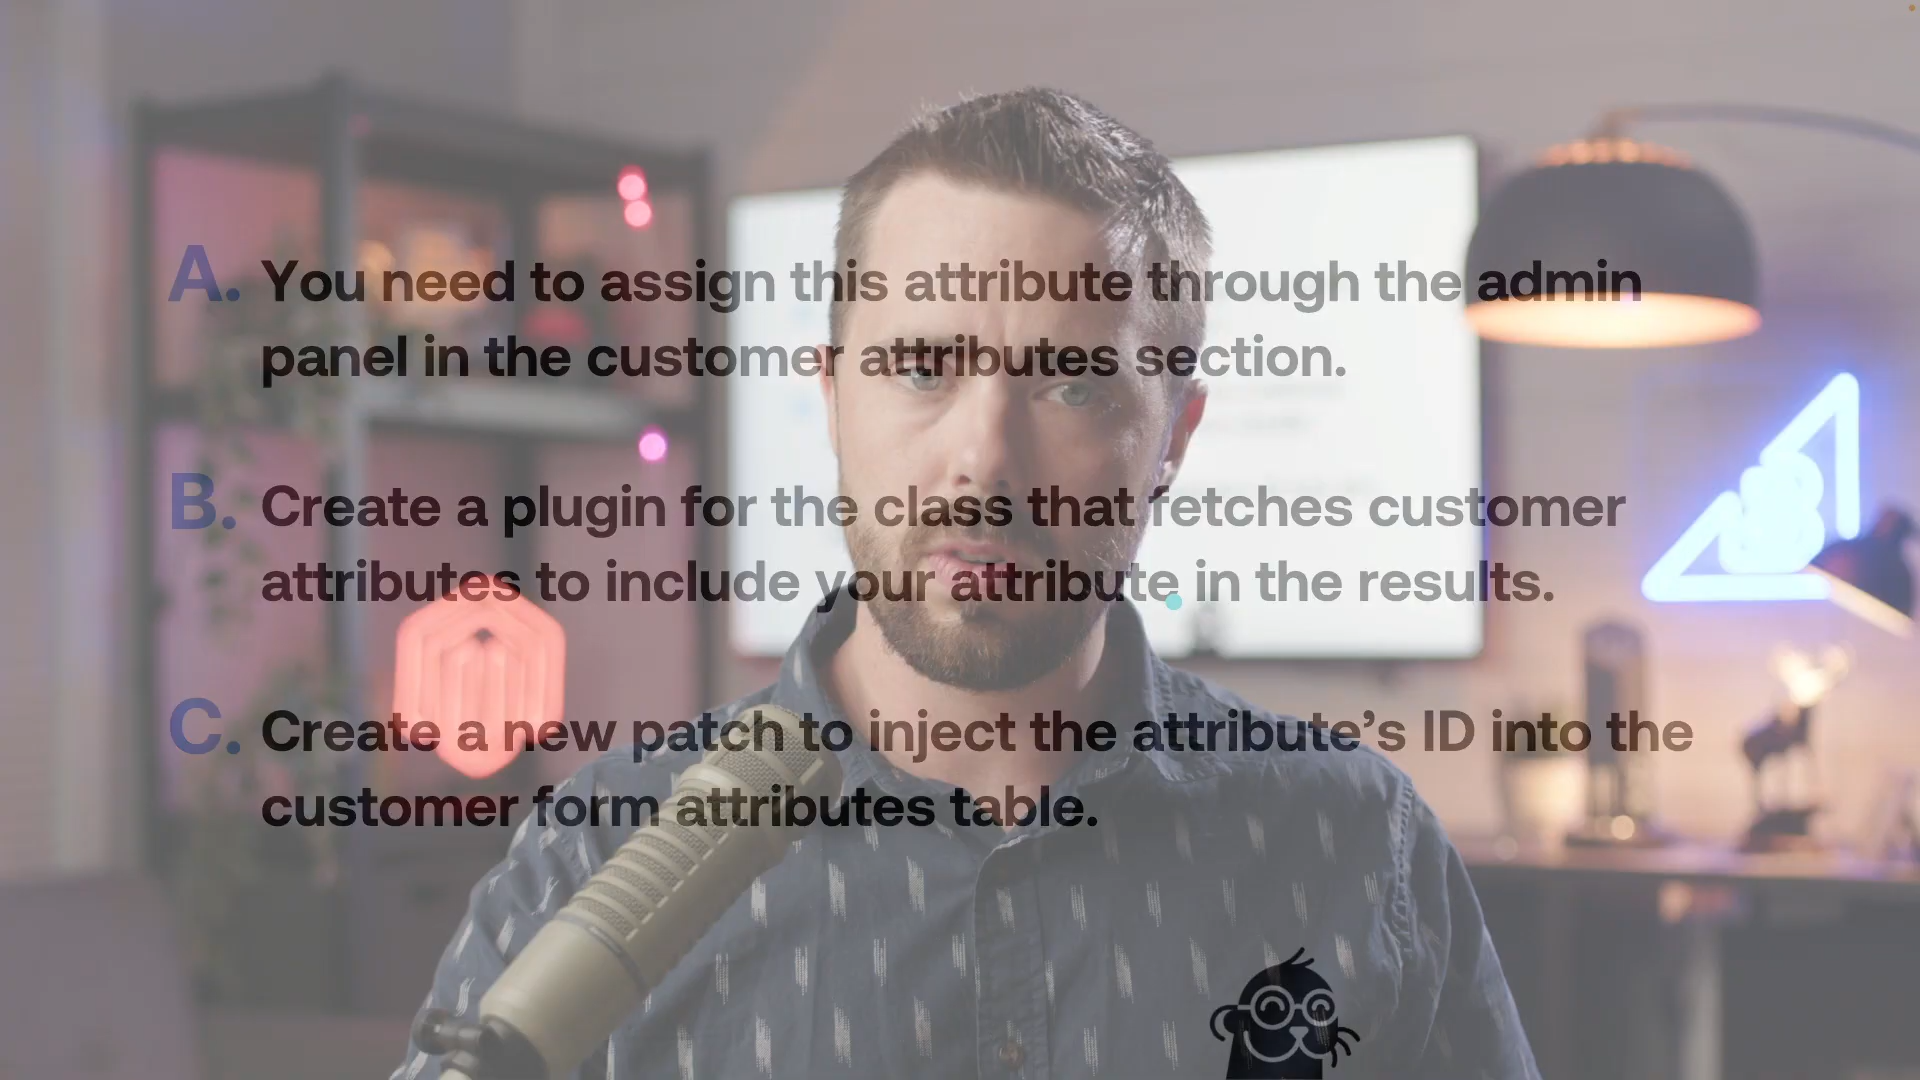 A. You need to assign this attribute through the admin
panel in the customer attributes section.
B. Create a plugin for the class that fetches customer
attributes to include your attribute in the results.
C. Create a new patch to inject the attribute’s ID into the
customer form attributes table.